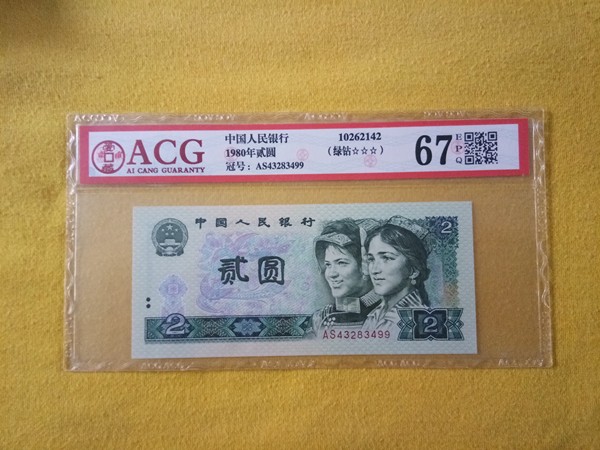 ACG
AI CANG GUARANTY
中国人民银行
1980年贰圆
冠号：AS43283499
10262142
（绿钻☆☆☆）
67
EPQ
中国人民银行
贰圆
2
2
AS43283499
2